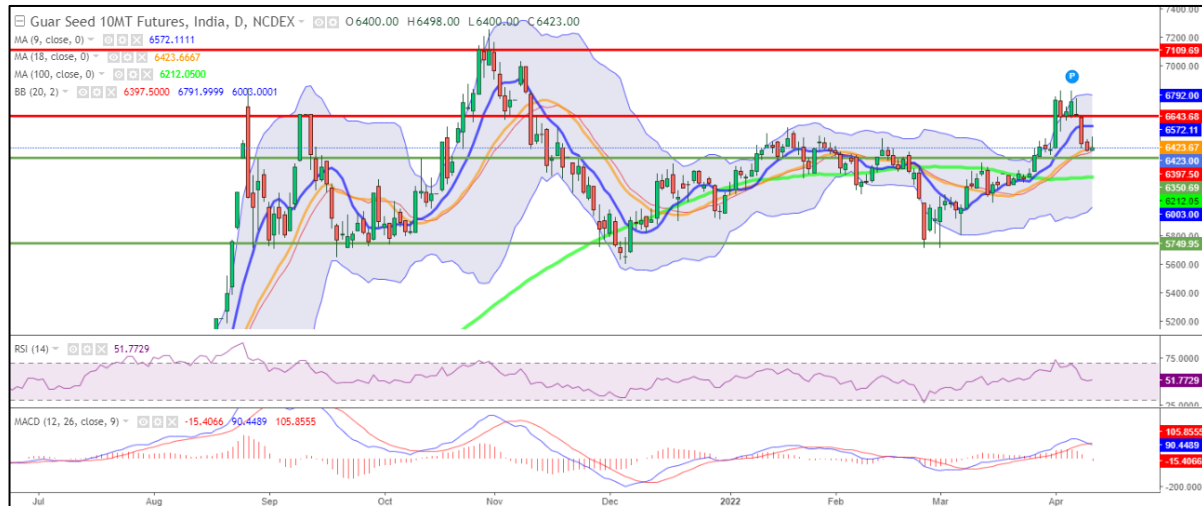 Guar Seed 10MT Futures, India, D, NCDEX O6400.00 H6498.00 L6400.00 C6423.00
MA (9, close, 0) 6572.1111
MA (18, close, 0) 6423.6667
MA (100, close, 0) 6212.0500
BB (20, 2) 6397.5000 6791.9999 6003.0001
P
7400.00
7200.00
7109.69
7000.00
6792.00
6643.68
6572.11
6423.67
6423.00
6397.50
6350.69
6212.05
6003.00
5800.00
5749.95
5600.00
5400.00
5200.00
RSI (14) 51.7729
75.0000
51.7729
25.0000
MACD (12, 26, close, 9) -15.4066 90.4489 105.8555
105.8555
90.4489
-15.4066
-200.0000
Jul Aug Sep Oct Nov Dec 2022 Feb Mar Apr